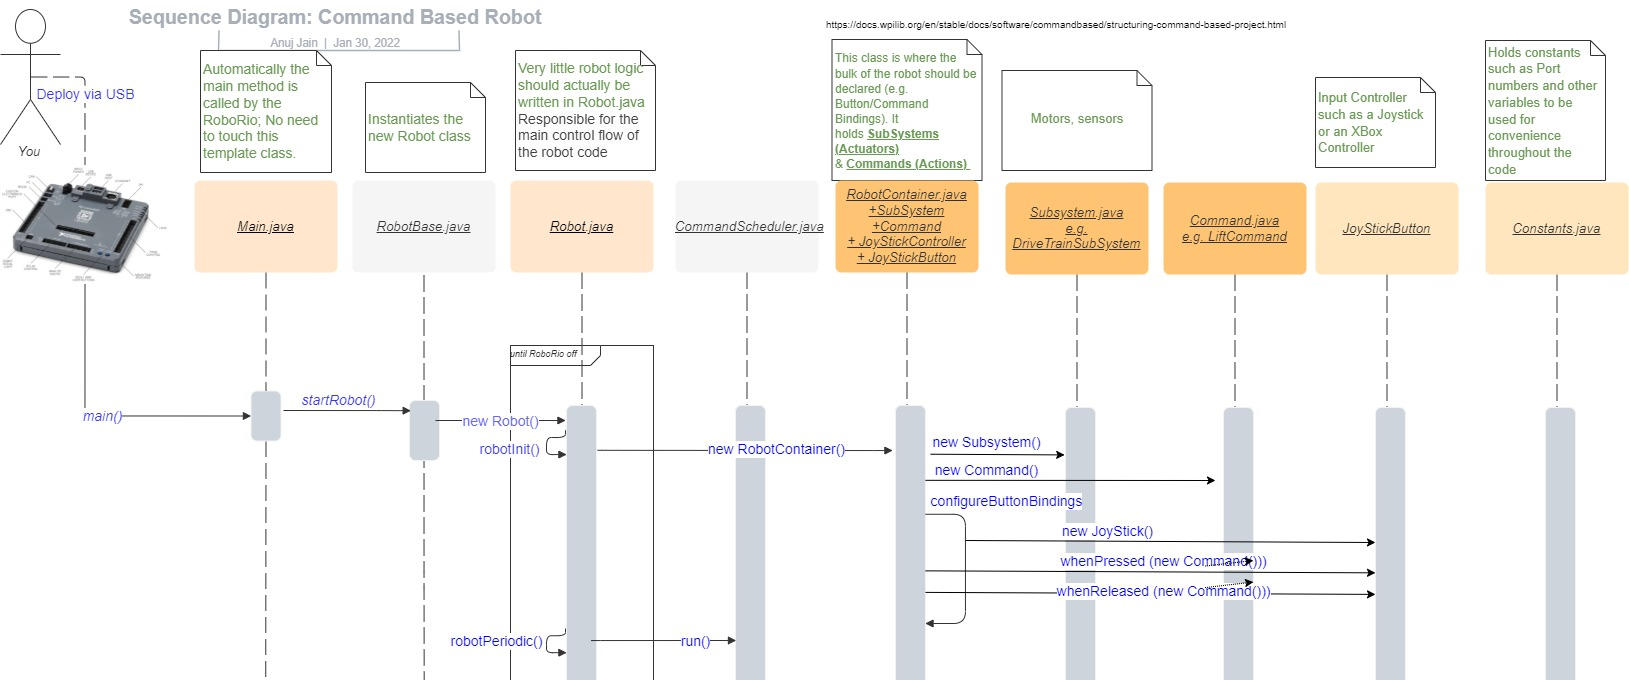 Sequence Diagram: Command Based Robot
Anuj Jain | Jan 30, 2022
https://docs.wpilib.org/en/stable/docs/software/commandbased/structuring-command-based-project.html
Deploy via USB
You
Automatically the
main method is
called by the
RoboRio; No need
to touch this
template class.
Instantiates the
new Robot class
Very little robot logic
should actually be
written in Robot.java
Responsible for the
main control flow of
the robot code
This class is where the
bulk of the robot should be
declared (e.g.
Button/Command
Bindings). It
holds SubSystems
(Actuators)
& Commands (Actions)
Motors, sensors
Input Controller
such as a Joystick
or an XBox
Controller
Holds constants
such as Port
numbers and other
variables to be
used for
convenience
throughout the
code
Main.java
RobotBase.java
Robot.java
CommandScheduler.java
RobotContainer.java
+SubSystem
+Command
+ JoyStickController
+ JoyStickButton
Subsystem.java
e.g.
DriveTrainSubSystem
Command.java
e.g. LiftCommand
JoyStickButton
Constants.java
until RoboRio off
main()
startRobot()
new Robot()
robotInit()
new RobotContainer()
new Subsystem()
new Command()
configureButtonBindings
new JoyStick()
whenPressed (new Command()))
whenReleased (new Command()))
robotPeriodic()
run()